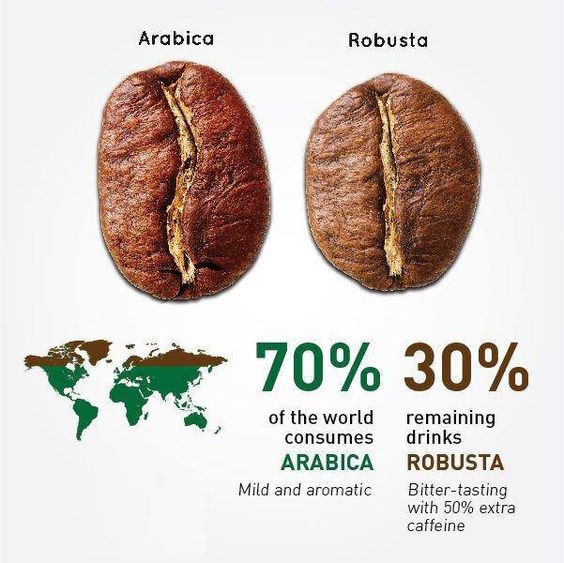 Arabica
Robusta
70%
of the world
consumes
ARABICA
Mild and aromatic
30%
remaining
drinks
ROBUSTA
Bitter-tasting
with 50% extra
caffeine